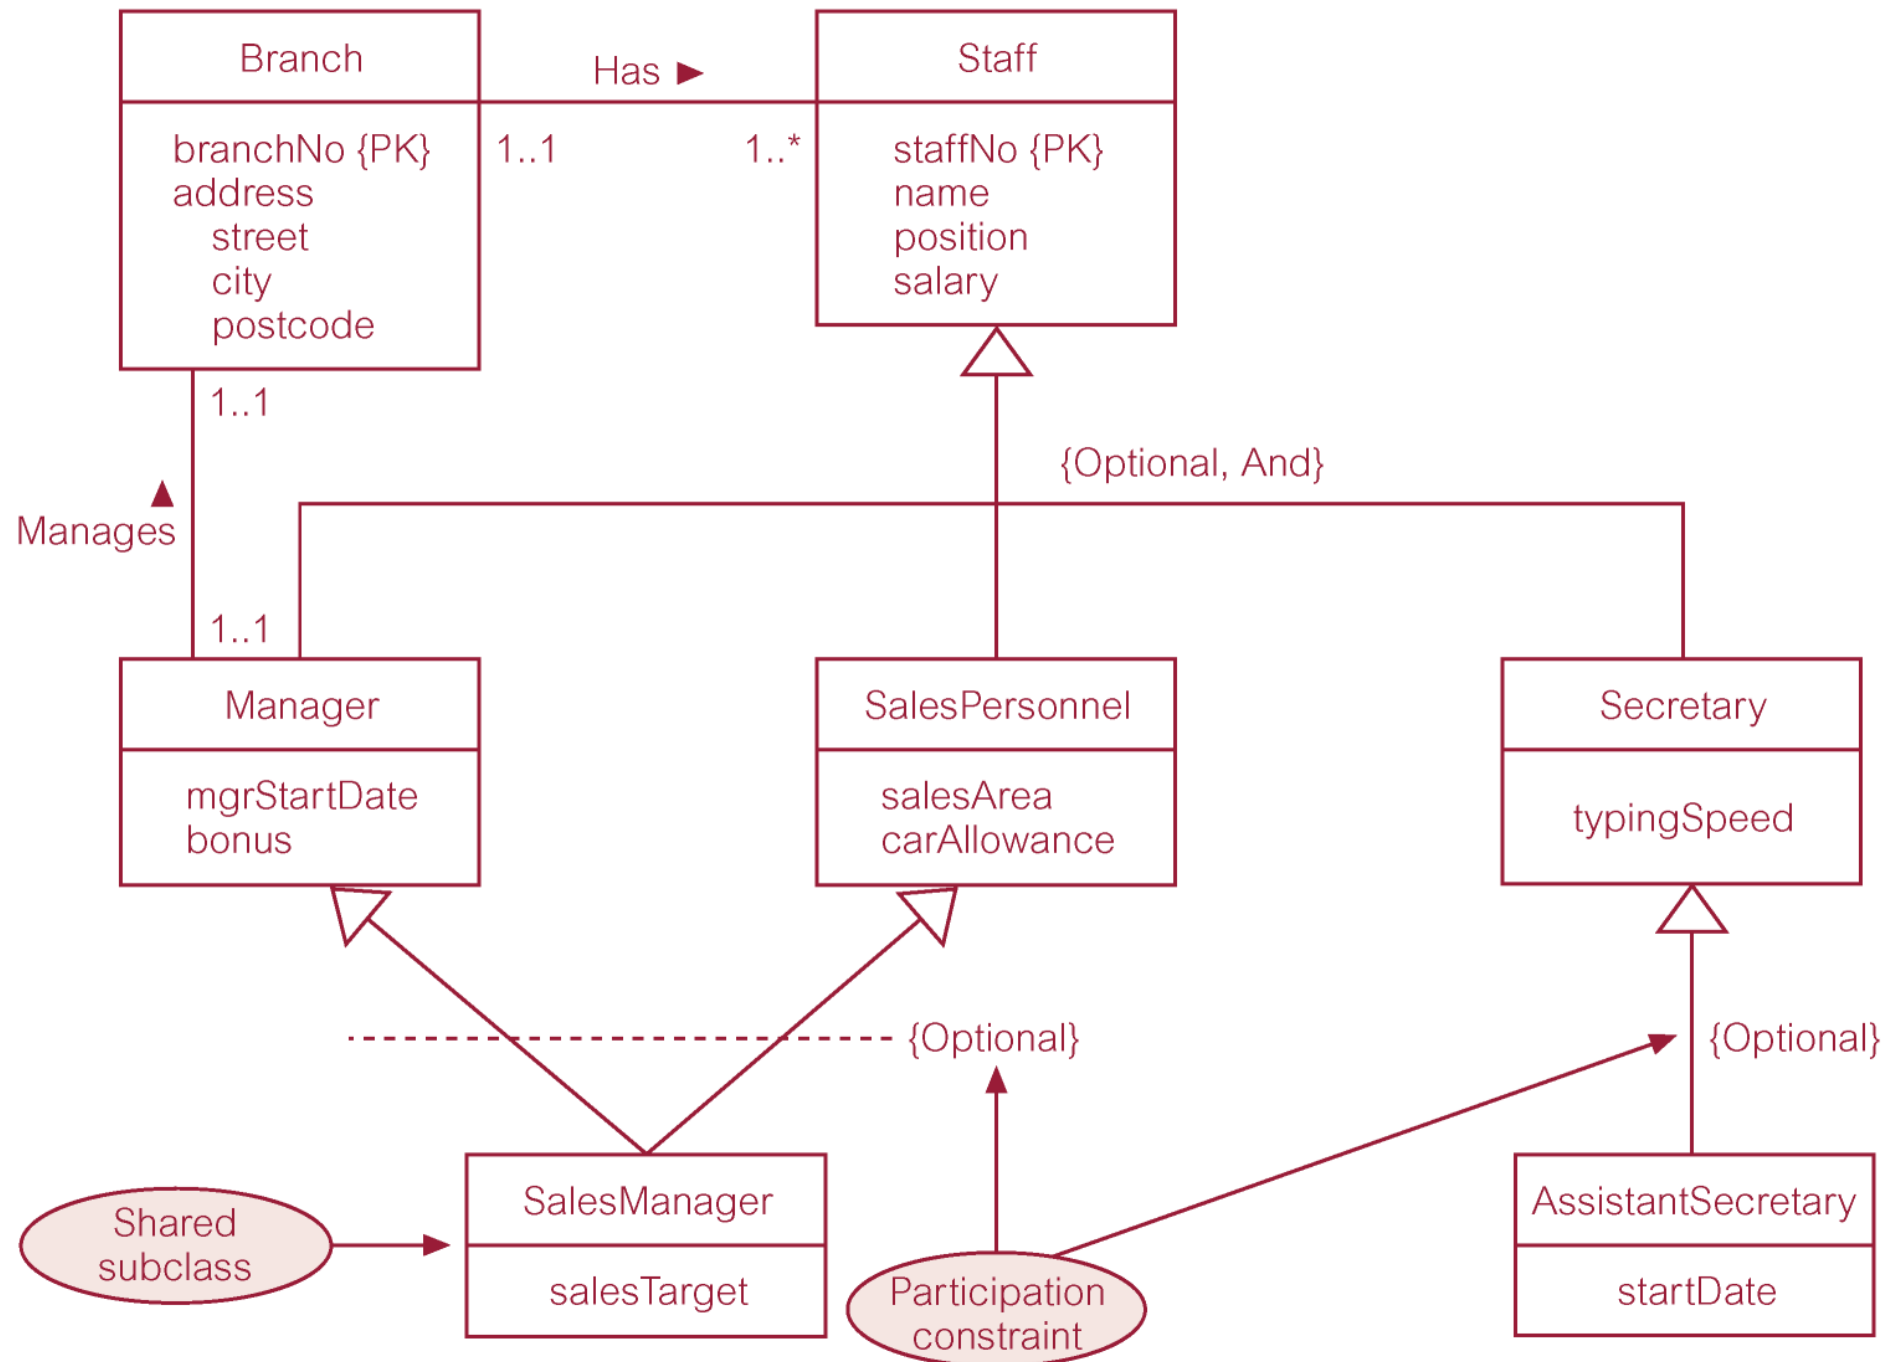 Branch
Has ►
Staff
branchNo {PK}
address
street
city
postcode
1..1
1..*
staffNo {PK}
name
position
salary
1..1
{Optional, And}
▲
Manages
1..1
Manager
mgrStartDate
bonus
SalesPersonnel
salesArea
carAllowance
Secretary
typingSpeed
{Optional}
{Optional}
Shared
subclass
SalesManager
salesTarget
Participation
constraint
AssistantSecretary
startDate